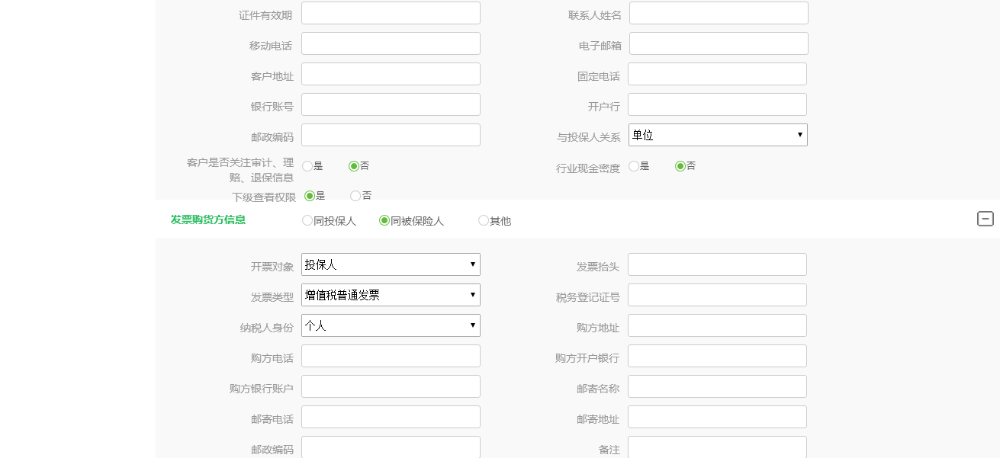 证件有效期 联系人姓名
移动电话 电子邮箱
客户地址 固定电话
银行账号 开户行
邮政编码 与投保人关系 单位
客户是否关注审计、理
赔、退保信息 是 否 行业现金密度 是 否
下级查看权限 是 否
发票购货方信息 同投保人 同被保险人 其他
开票对象 投保人 发票抬头
发票类型 增值税普通发票 税务登记证号
纳税人身份 个人 购方地址
购方电话 购方开户银行
购方银行账户 邮寄名称
邮寄电话 邮寄地址
邮政编码 备注